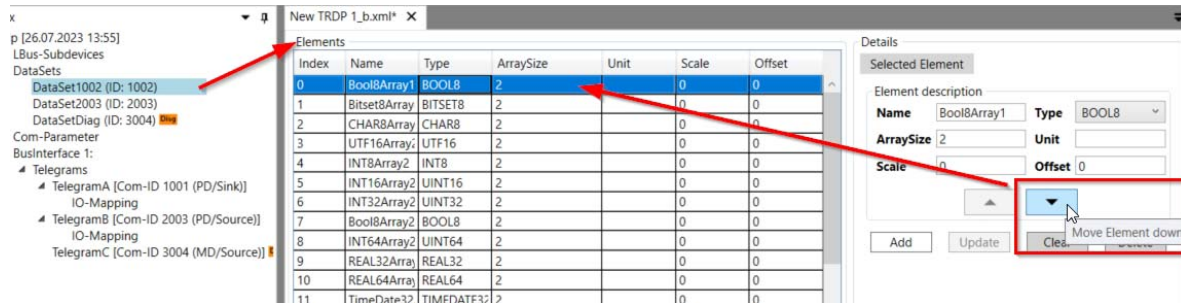 x
New TRDP 1_b.xml* X
p [26.07.2023 13:55]
LBus-Subdevices
DataSets
DataSet1002 (ID: 1002)
DataSet2003 (ID: 2003)
DataSetDiag (ID: 3004) Diag
Com-Parameter
BusInterface 1:
Telegrams
TelegramA [Com-ID 1001 (PD/Sink)]
IO-Mapping
TelegramB [Com-ID 2003 (PD/Source)]
IO-Mapping
TelegramC [Com-ID 3004 (MD/Source)]
Elements
Index Name Type ArraySize Unit Scale Offset
0 Bool8Array1 BOOL8 2 0 0
1 Bitset8Array BITSET8 2 0 0
2 CHAR8Array CHAR8 2 0 0
3 UTF16Array UTF16 2 0 0
4 INT8Array2 INT8 2 0 0
5 INT16Array2 UINT16 2 0 0
6 INT32Array2 UINT32 2 0 0
7 Bool8Array2 BOOL8 2 0 0
8 INT64Array2 UINT64 2 0 0
9 REAL32Array REAL32 2 0 0
10 REAL64Array REAL64 2 0 0
11 TimeDate32 TIMEDATE32 2 0 0
Details
Selected Element
Element description
Name Bool8Array1 Type BOOL8
ArraySize 2 Unit
Scale 0 Offset 0
Move Element down
Add Update Clear Delete